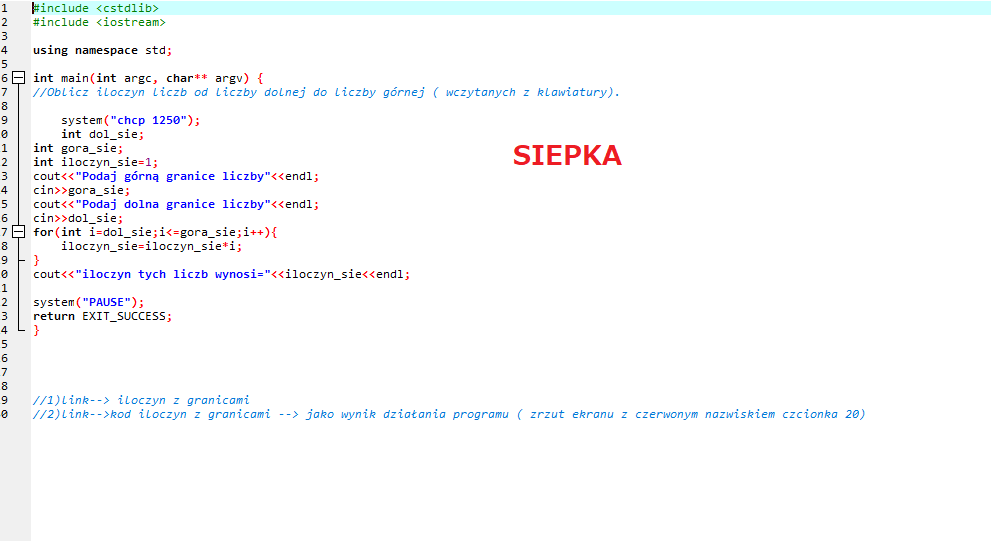 1 #include <cstdlib>
2 #include <iostream>
3
4 using namespace std;
5
6 int main(int argc, char** argv) {
7 //Oblicz iloczyn liczb od liczby dolnej do liczby górnej ( wczytanych z klawiatury).
8
9 system("chcp 1250");
0 int dol_sie;
1 int gora_sie;
SIEPKA
2 int iloczyn_sie=1;
3 cout<<"Podaj górną granice liczby"<<endl;
4 cin>>gora_sie;
5 cout<<"Podaj dolna granice liczby"<<endl;
6 cin>>dol_sie;
7 for(int i=dol_sie;i<=gora_sie;i++){
8 iloczyn_sie=iloczyn_sie*i;
9 }
0 cout<<"iloczyn tych liczb wynosi="<<iloczyn_sie<<endl;
1
2 system("PAUSE");
3 return EXIT_SUCCESS;
4 }
5
6
7
8
9 //1)link--> iloczyn z granicami
0 //2)link-->kod iloczyn z granicami --> jako wynik działania programu ( zrzut ekranu z czerwonym nazwiskiem czcionka 20)